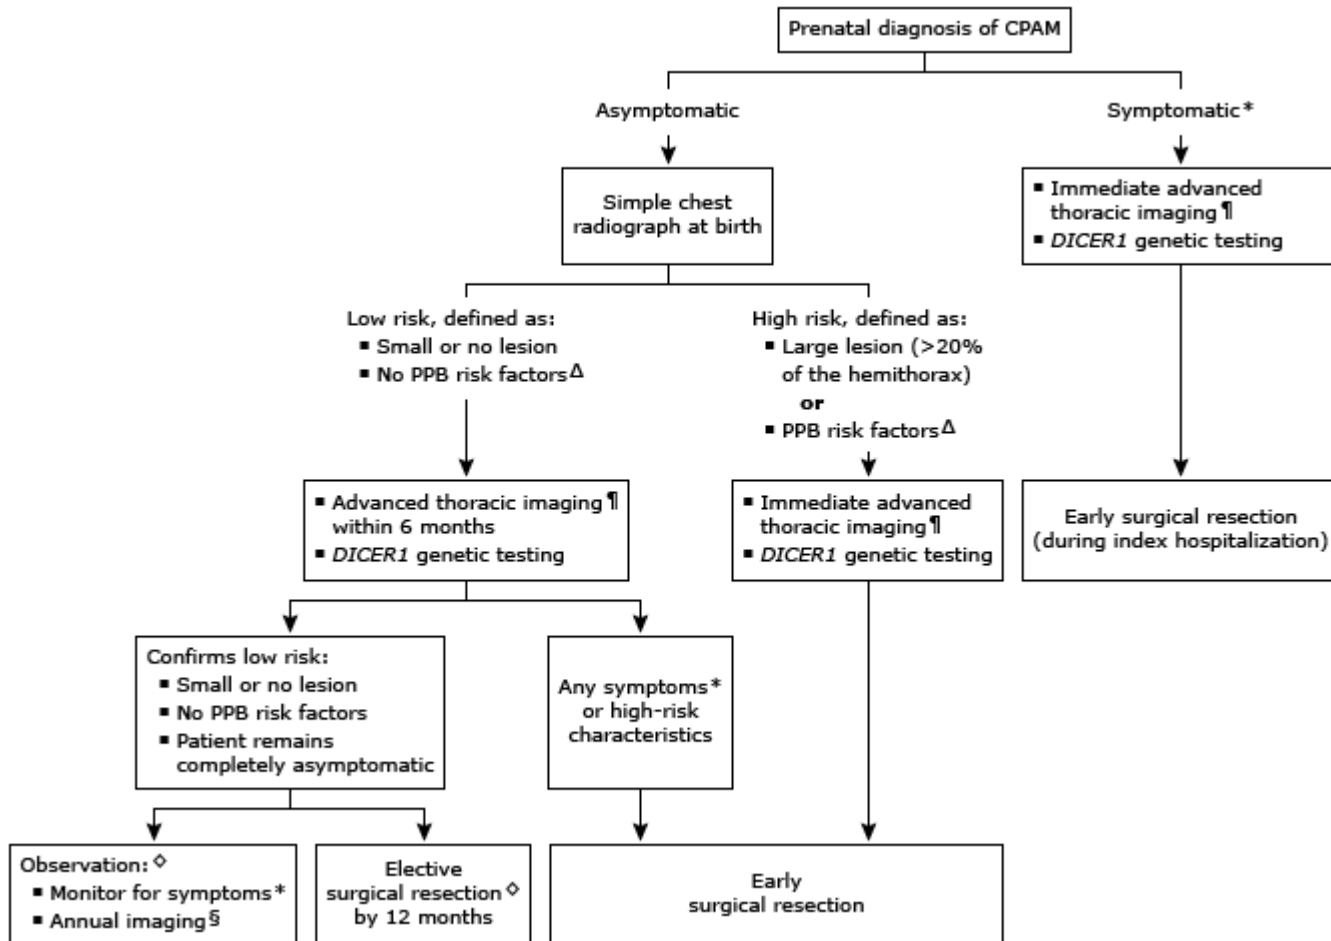 Prenatal diagnosis of CPAM
Asymptomatic
Symptomatic*
Simple chest
radiograph at birth
▪ Immediate advanced
thoracic imaging¶
▪ DICER1 genetic testing
Low risk, defined as:
▪ Small or no lesion
▪ No PPB risk factorsΔ
High risk, defined as:
▪ Large lesion (>20%
of the hemithorax)
or
▪ PPB risk factorsΔ
▪ Advanced thoracic imaging¶
within 6 months
▪ DICER1 genetic testing
▪ Immediate advanced
thoracic imaging¶
▪ DICER1 genetic testing
Early surgical resection
(during index hospitalization)
Confirms low risk:
▪ Small or no lesion
▪ No PPB risk factors
▪ Patient remains
completely asymptomatic
Any symptoms*
or high-risk
characteristics
Observation:◇
▪ Monitor for symptoms*
▪ Annual imaging§
Elective
surgical resection◇
by 12 months
Early
surgical resection